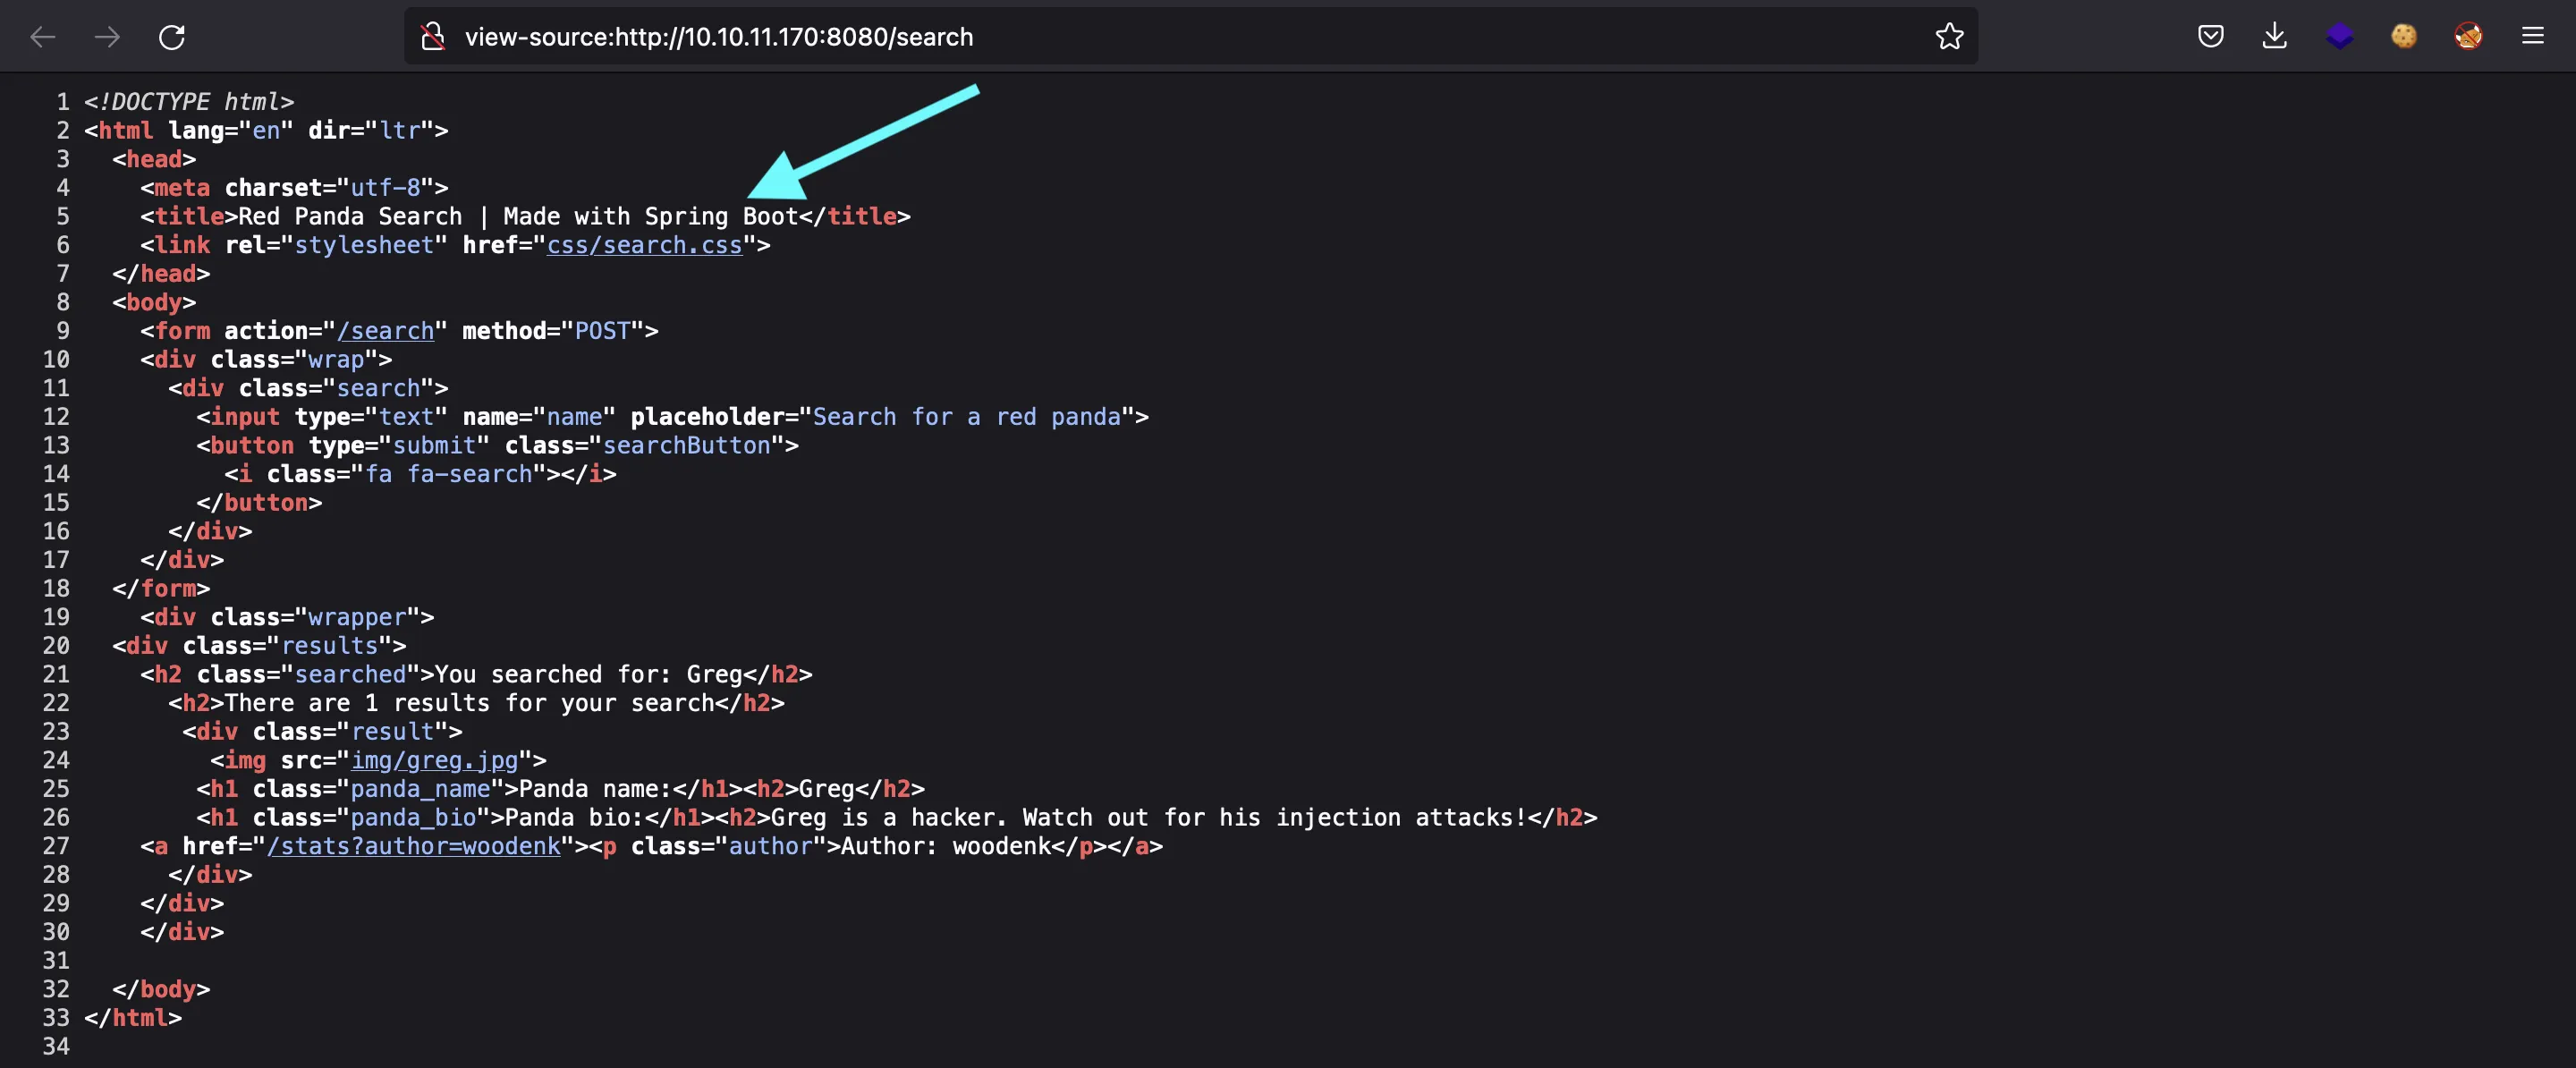 view-source:http://10.10.11.170:8080/search
1 <!DOCTYPE html>
2 <html lang="en" dir="ltr">
3   <head>
4     <meta charset="utf-8">
5     <title>Red Panda Search | Made with Spring Boot</title>
6     <link rel="stylesheet" href="css/search.css">
7   </head>
8   <body>
9     <form action="/search" method="POST">
10     <div class="wrap">
11       <div class="search">
12         <input type="text" name="name" placeholder="Search for a red panda">
13         <button type="submit" class="searchButton">
14           <i class="fa fa-search"></i>
15         </button>
16       </div>
17     </div>
18   </form>
19     <div class="wrapper">
20   <div class="results">
21     <h2 class="searched">You searched for: Greg</h2>
22       <h2>There are 1 results for your search</h2>
23        <div class="result">
24          <img src="img/greg.jpg">
25         <h1 class="panda_name">Panda name:</h1><h2>Greg</h2>
26         <h1 class="panda_bio">Panda bio:</h1><h2>Greg is a hacker. Watch out for his injection attacks!</h2>
27     <a href="/stats?author=woodenk"><p class="author">Author: woodenk</p></a>
28       </div>
29     </div>
30     </div>
31
32   </body>
33 </html>
34